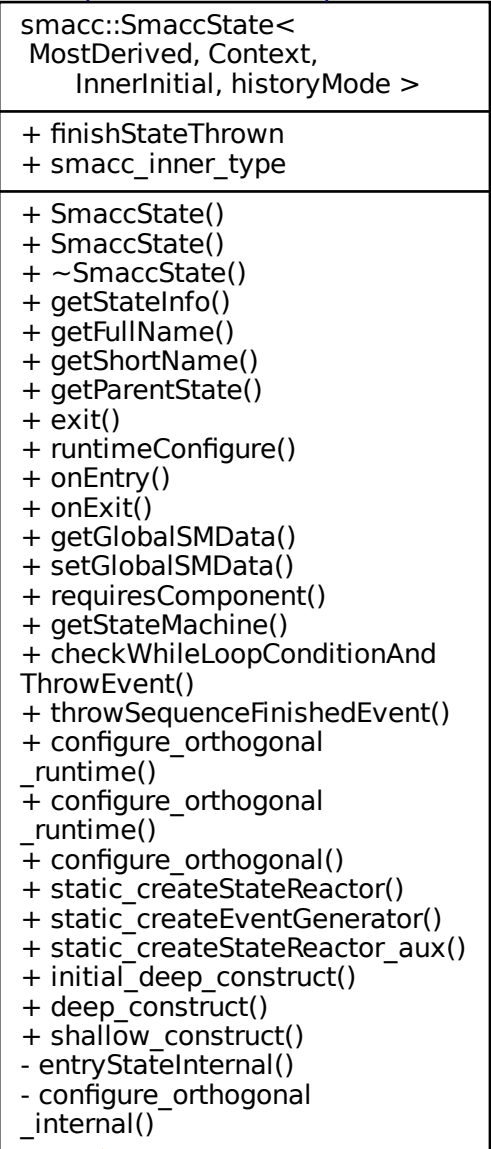 smacc::SmaccState<
MostDerived, Context,
InnerInitial, historyMode >
+ finishStateThrown
+ smacc_inner_type
+ SmaccState()
+ SmaccState()
+ ~SmaccState()
+ getStateInfo()
+ getFullName()
+ getShortName()
+ getParentState()
+ exit()
+ runtimeConfigure()
+ onEntry()
+ onExit()
+ getGlobalSMData()
+ setGlobalSMData()
+ requiresComponent()
+ getStateMachine()
+ checkWhileLoopConditionAnd
ThrowEvent()
+ throwSequenceFinishedEvent()
+ configure_orthogonal
_runtime()
+ configure_orthogonal
_runtime()
+ configure_orthogonal()
+ static_createStateReactor()
+ static_createEventGenerator()
+ static_createStateReactor_aux()
+ initial_deep_construct()
+ deep_construct()
+ shallow_construct()
- entryStateInternal()
- configure_orthogonal
_internal()